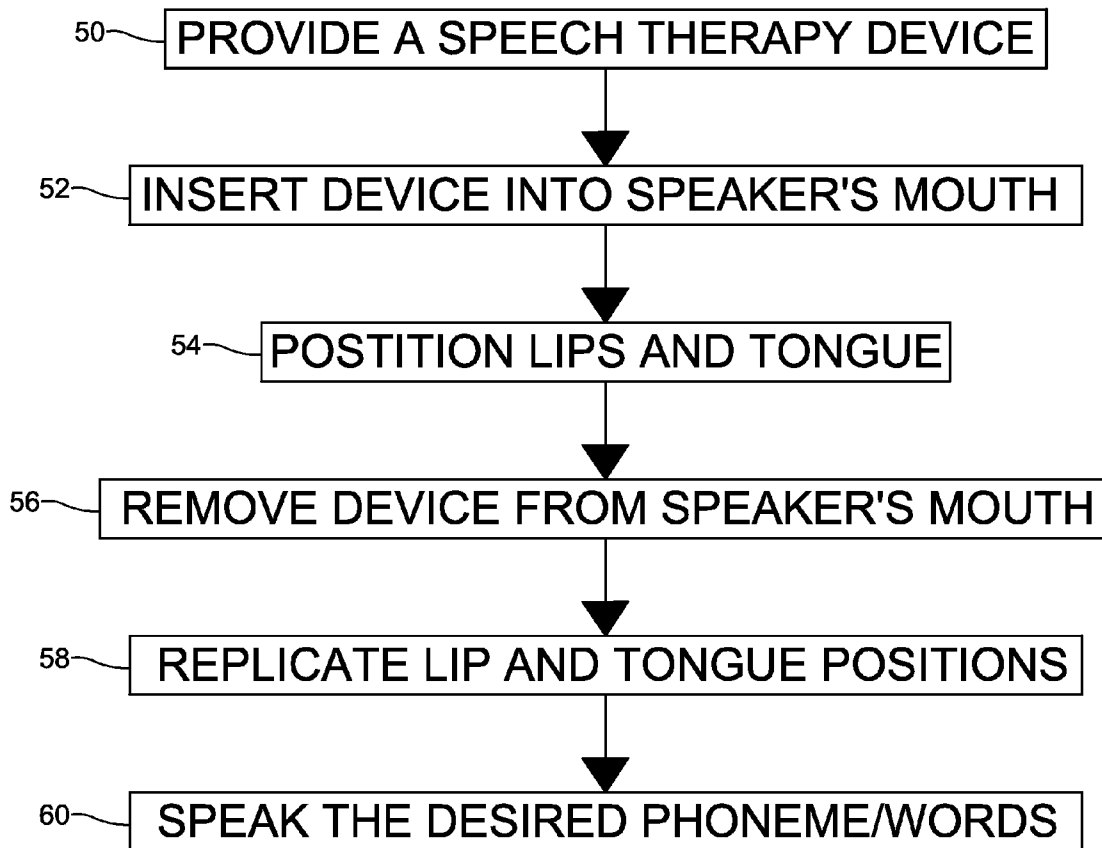 50 PROVIDE A SPEECH THERAPY DEVICE
52 INSERT DEVICE INTO SPEAKER'S MOUTH
54 POSTITION LIPS AND TONGUE
56 REMOVE DEVICE FROM SPEAKER'S MOUTH
58 REPLICATE LIP AND TONGUE POSITIONS
60 SPEAK THE DESIRED PHONEME/WORDS